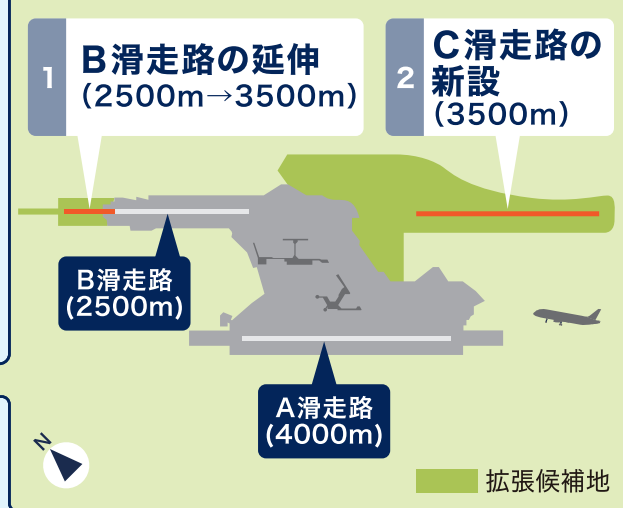 1
B滑走路の延伸
(2500m→3500m)
2
C滑走路の
新設
(3500m)
B滑走路
(2500m)
A滑走路
(4000m)
N
拡張候補地